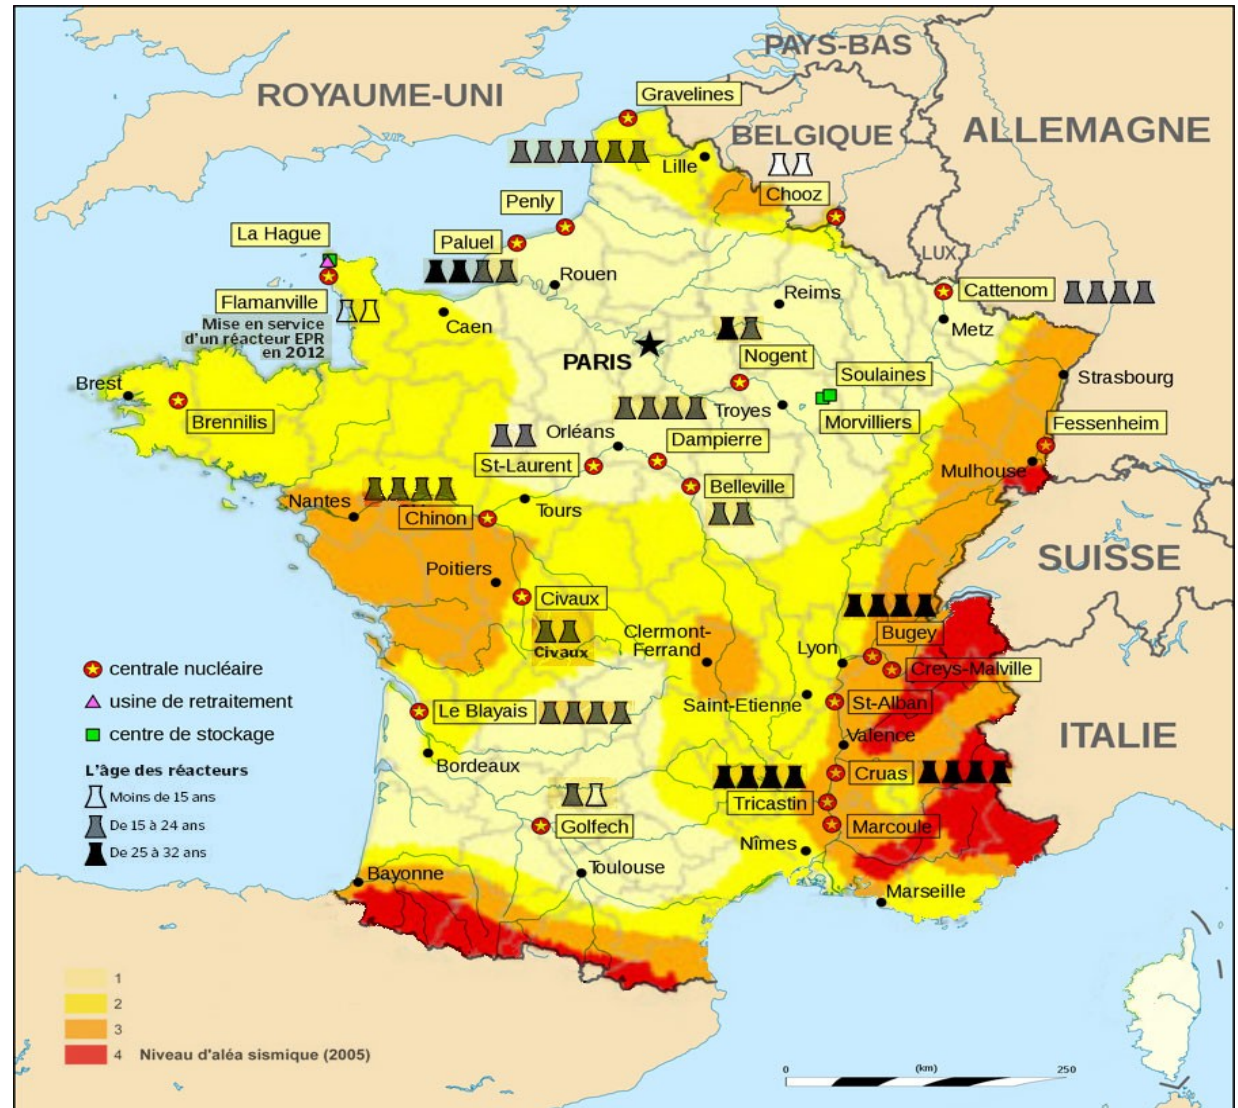 PAYS-BAS
ROYAUME-UNI
Gravelines
BELGIQUE
ALLEMAGNE
Lille
Chooz
Penly
La Hague
Paluel
LUX.
Rouen
Cattenom
Reims
Flamanville
Mise en service
d'un réacteur EPR
en 2012
Caen
Metz
PARIS
Nogent
Soulaines
Strasbourg
Brest
Brennilis
Troyes
Morvilliers
Fessenheim
Orléans
Dampierre
St-Laurent
Mulhouse
Belleville
Nantes
Chinon
Tours
SUISSE
Poitiers
Civaux
Bugey
Clermont-
Ferrand
Civaux
Lyon
Creys-Malville
centrale nucléaire
usine de retraitement
centre de stockage
Saint-Etienne
St-Alban
Le Blayais
Valence
ITALIE
Bordeaux
L'âge des réacteurs
Moins de 15 ans
De 15 à 24 ans
De 25 à 32 ans
Cruas
Tricastin
Golfech
Marcoule
Nîmes
Toulouse
Bayonne
Marseille
1
2
3
4 Niveau d'aléa sismique (2005)
0 (km) 250